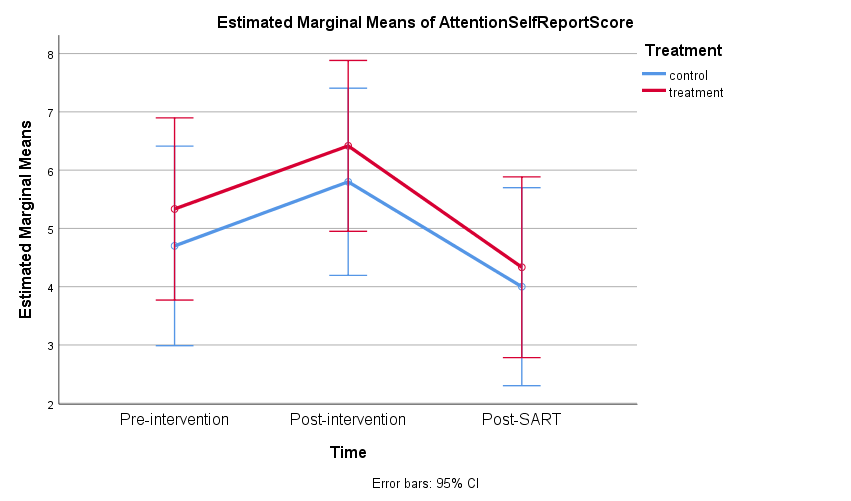 Estimated Marginal Means of AttentionSelfReportScore
Treatment
control
treatment
Estimated Marginal Means
8
7
6
5
4
3
2
Pre-intervention
Post-intervention
Post-SART
Time
Error bars: 95% CI